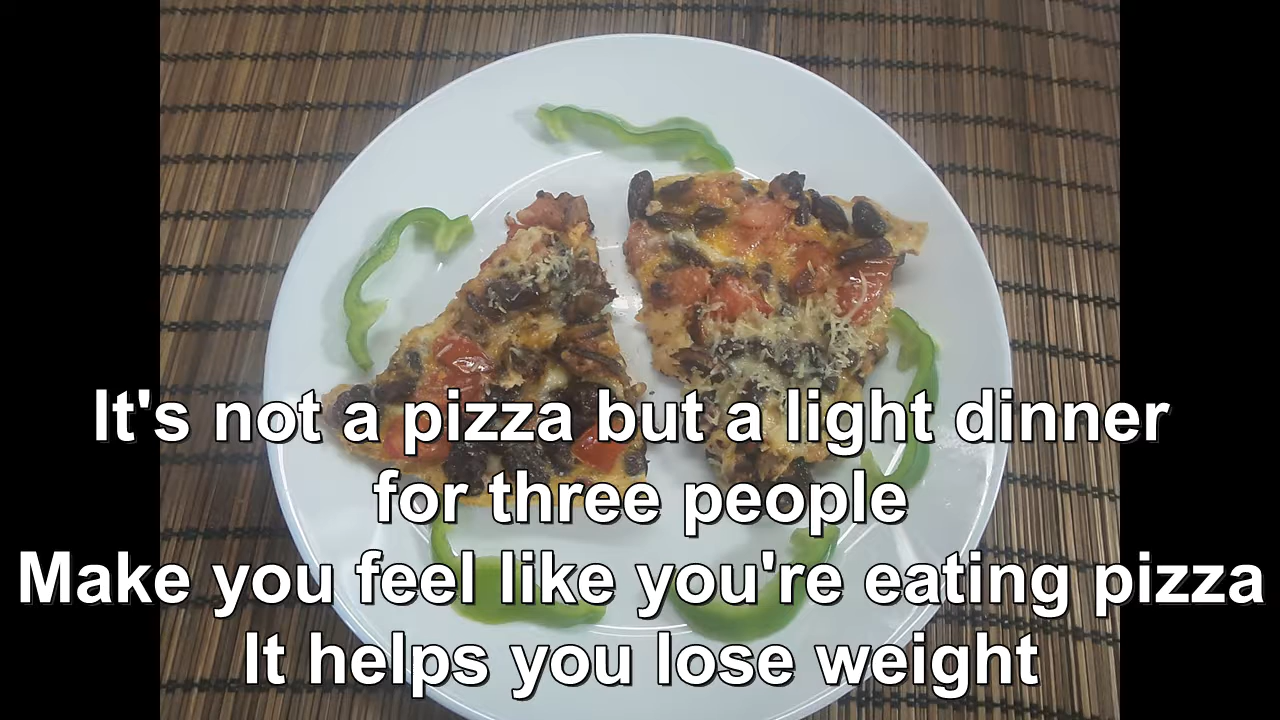 It's not a pizza but a light dinner
for three people
Make you feel like you're eating pizza
It helps you lose weight